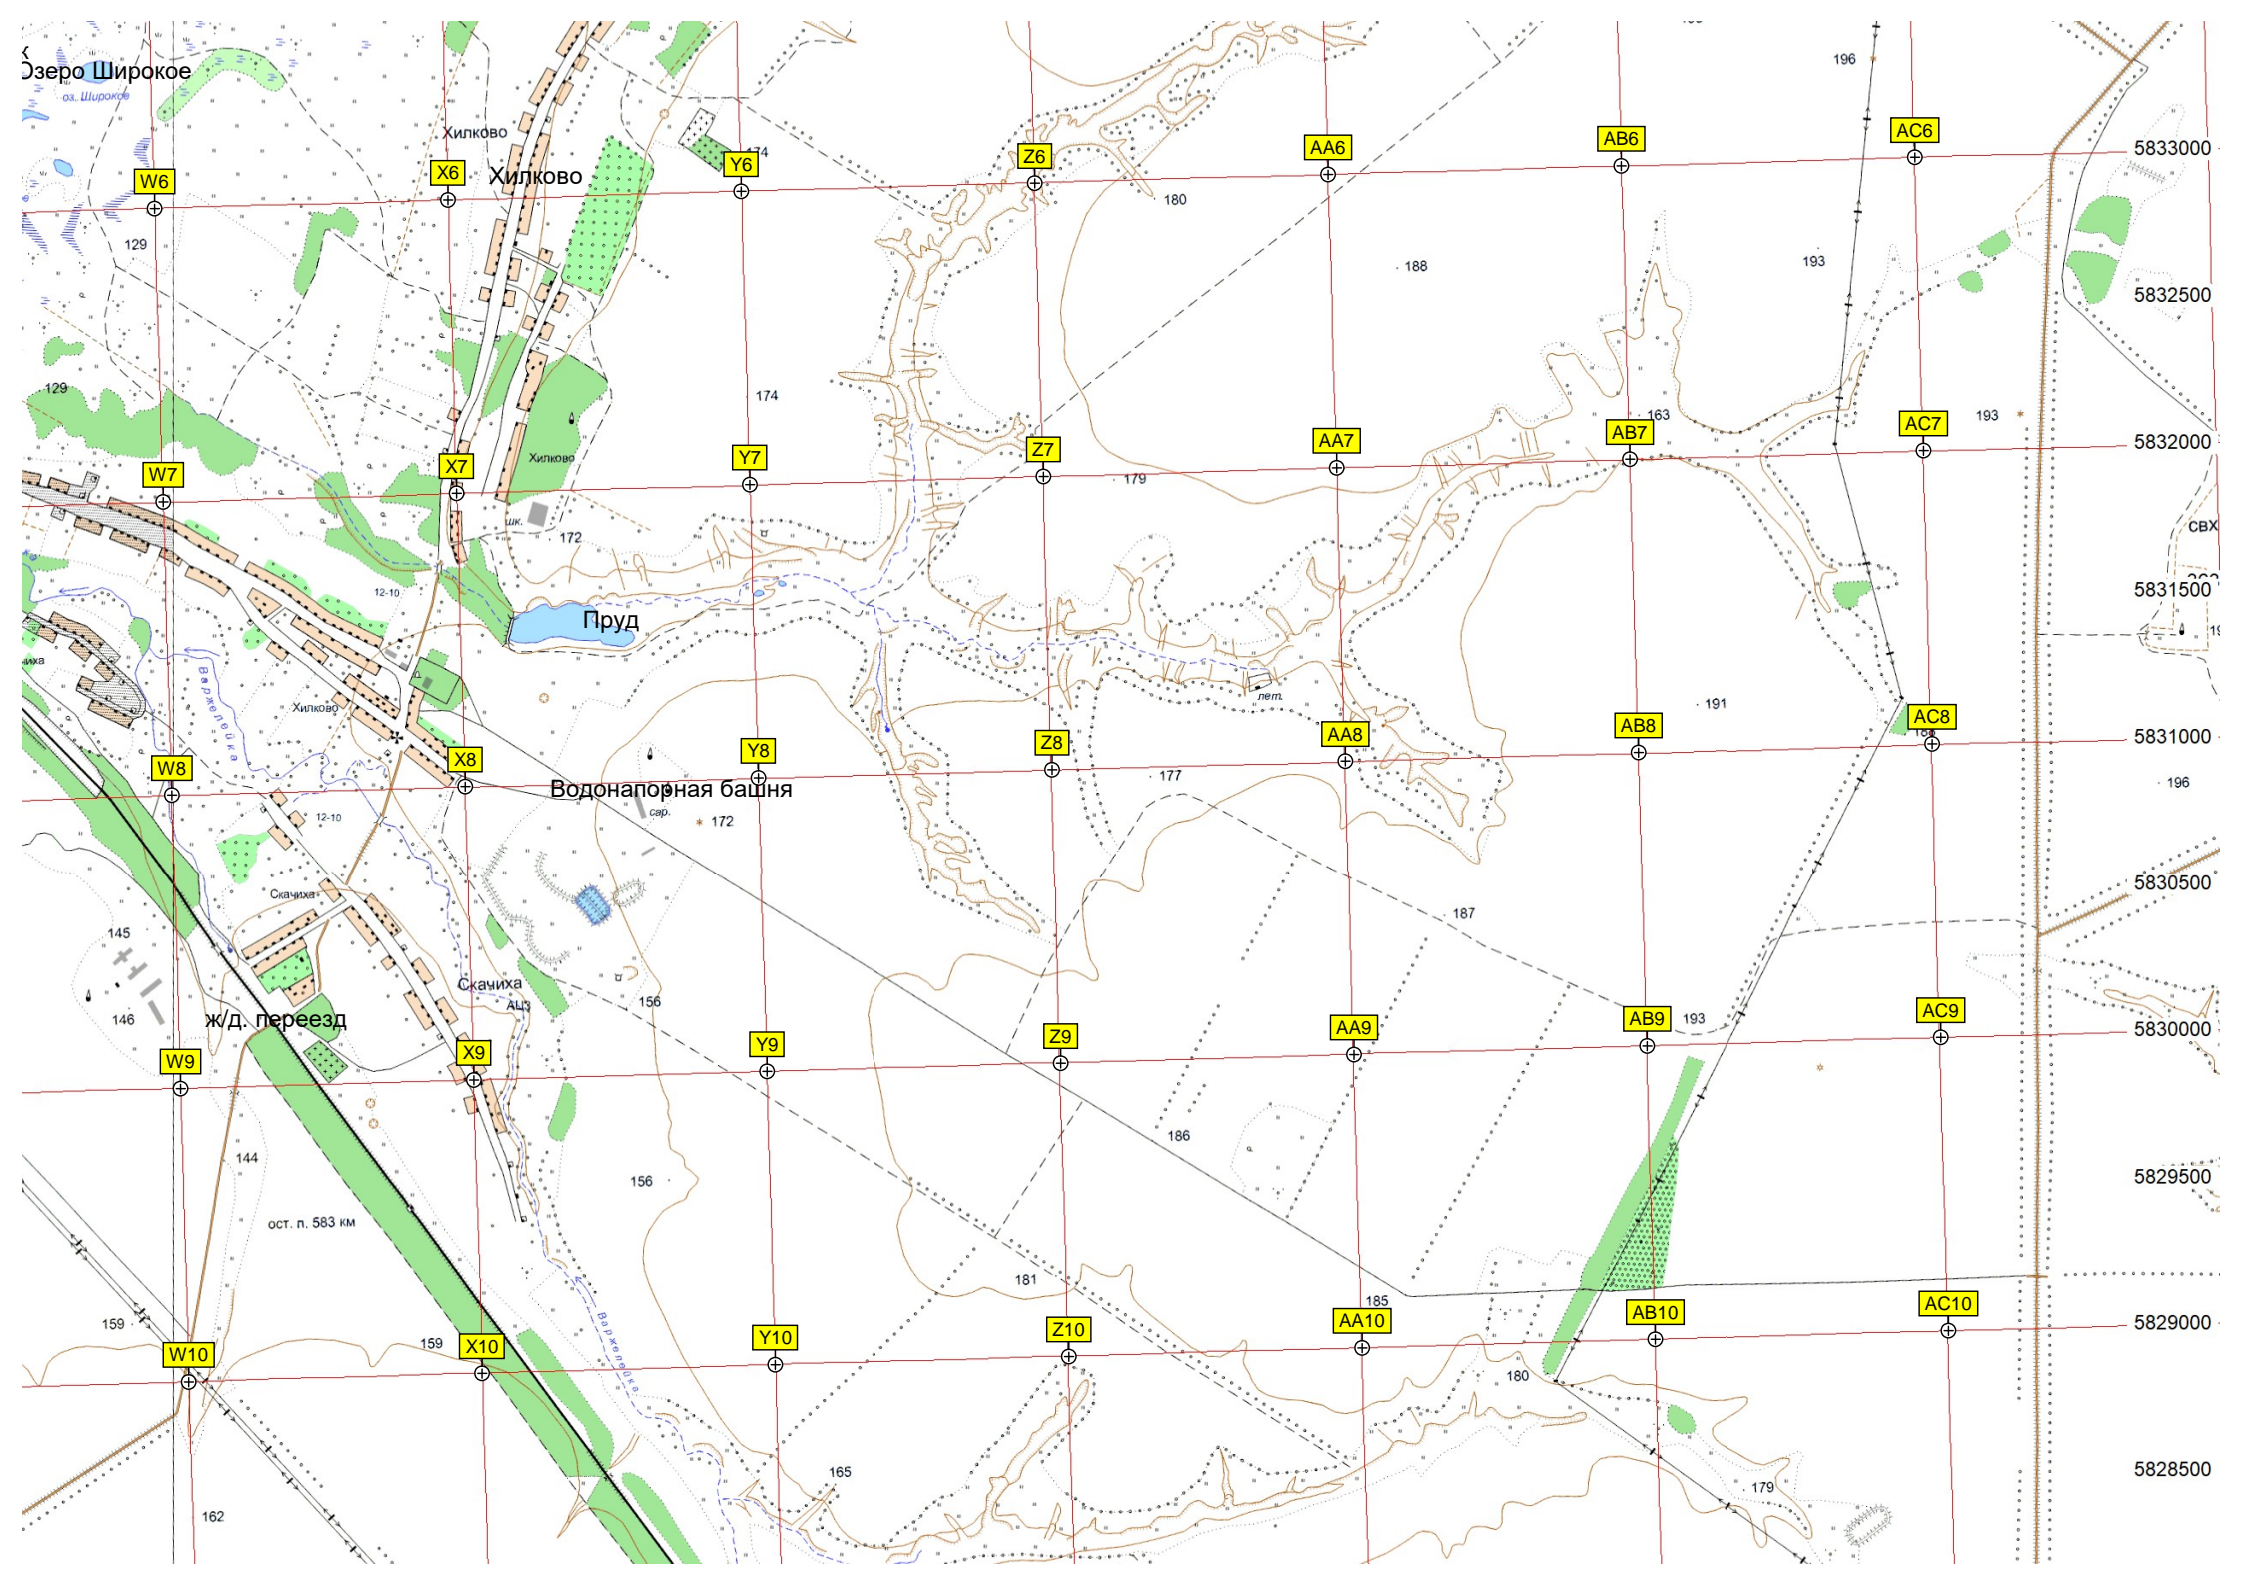 196
Озеро Широкое
оз. Широкое
Хилково
AC6
AB6
AA6
5833000
Z6
174
Y6
X6
Хилково
W6
180
129
193
188
5832500
129
174
163
193
AC7
AB7
AA7
5832000
Z7
Y7
Хилково
X7
W7
179
шк.
172
свх
12-10
5831500
Пруд
Варжелейка
лет.
Хилково
191
AC8
AB8
AA8
5831000
Z8
Y8
X8
W8
177
196
Водонапорная башня
сар.
172
12-10
5830500
Скачиха
187
145
Скачиха
АЦЗ
156
146
ж/д. переезд
193
AC9
AB9
AA9
5830000
Z9
Y9
X9
W9
186
144
156
5829500
ост. п. 583 км
181
185
AC10
AB10
AA10
5829000
Z10
Y10
159
159
X10
W10
Варжелейка
180
165
5828500
179
162